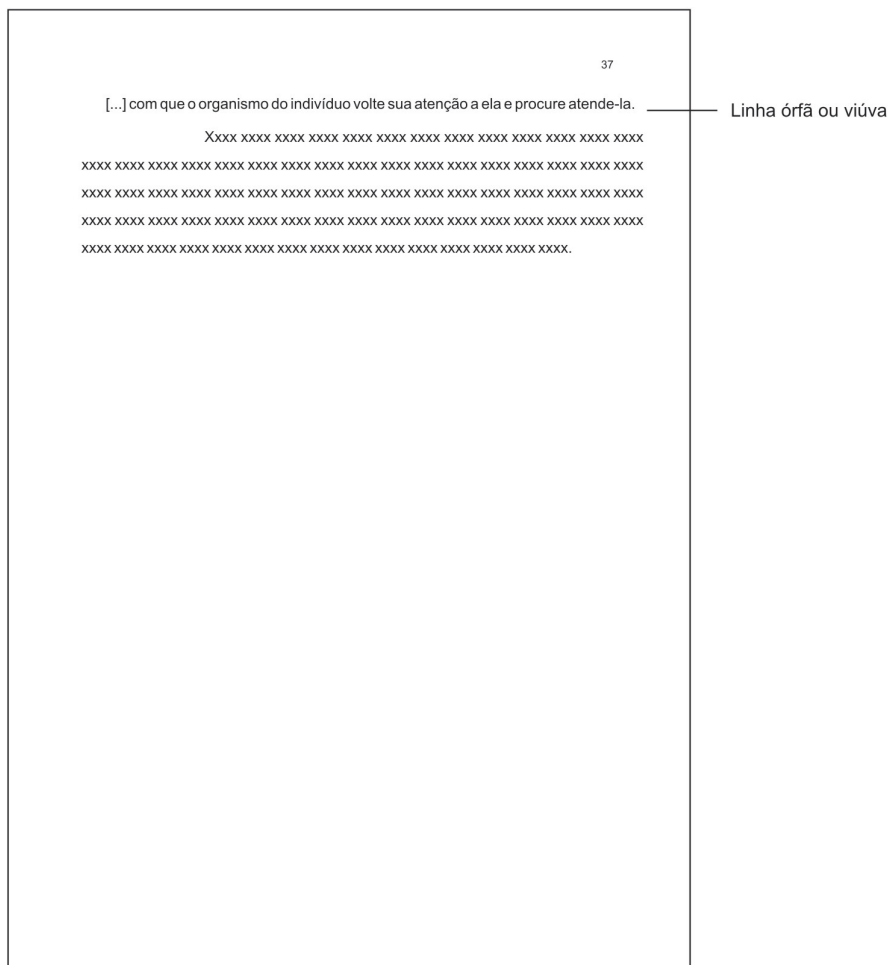 37
[...] com que o organismo do indivíduo volte sua atenção a ela e procure atende-la.
Linha órfã ou viúva
Xxxx xxxx xxxx xxxx xxxx xxxx xxxx xxxx xxxx xxxx xxxx xxxx xxxx
xxxx xxxx xxxx xxxx xxxx xxxx xxxx xxxx xxxx xxxx xxxx xxxx xxxx xxxx xxxx xxxx xxxx
xxxx xxxx xxxx xxxx xxxx xxxx xxxx xxxx xxxx xxxx xxxx xxxx xxxx xxxx xxxx xxxx xxxx
xxxx xxxx xxxx xxxx xxxx xxxx xxxx xxxx xxxx xxxx xxxx xxxx xxxx xxxx xxxx xxxx xxxx
xxxx xxxx xxxx xxxx xxxx xxxx xxxx xxxx xxxx xxxx xxxx xxxx xxxx xxxx xxxx.